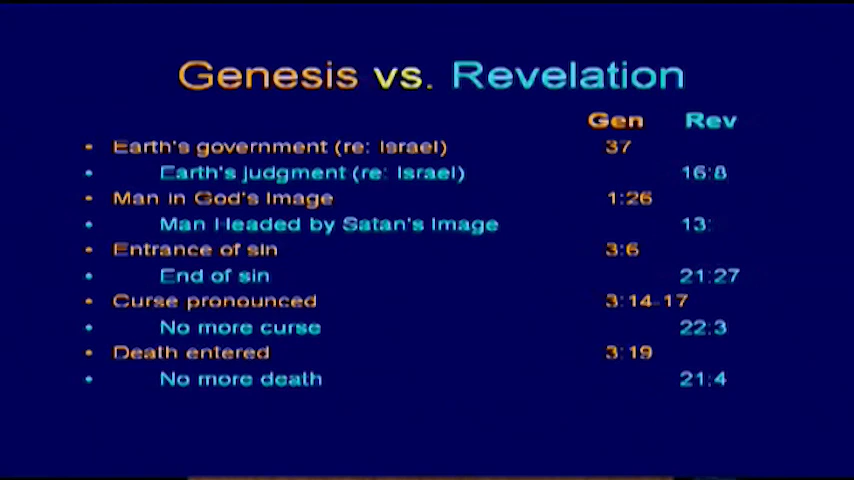 Genesis vs. Revelation
Gen Rev
• Earth's government (re: Israel) 37
• Earth's judgment (re: Israel) 16:8
• Man in God's Image 1:26
• Man Headed by Satan's Image 13:
• Entrance of sin 3:6
• End of sin 21:27
• Curse pronounced 3:14-17
• No more curse 22:3
• Death entered 3:19
• No more death 21:4